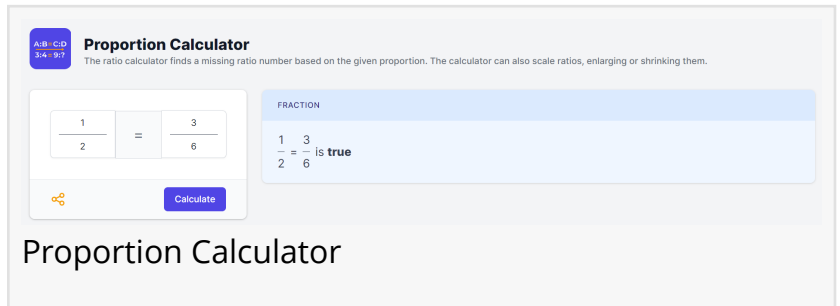 A:B=C:D
3:4=9:?
Proportion Calculator
The ratio calculator finds a missing ratio number based on the given proportion. The calculator can also scale ratios, enlarging or shrinking them.
1
2
=
3
6
Calculate
FRACTION
1 3
— = — is true
2 6
Proportion Calculator